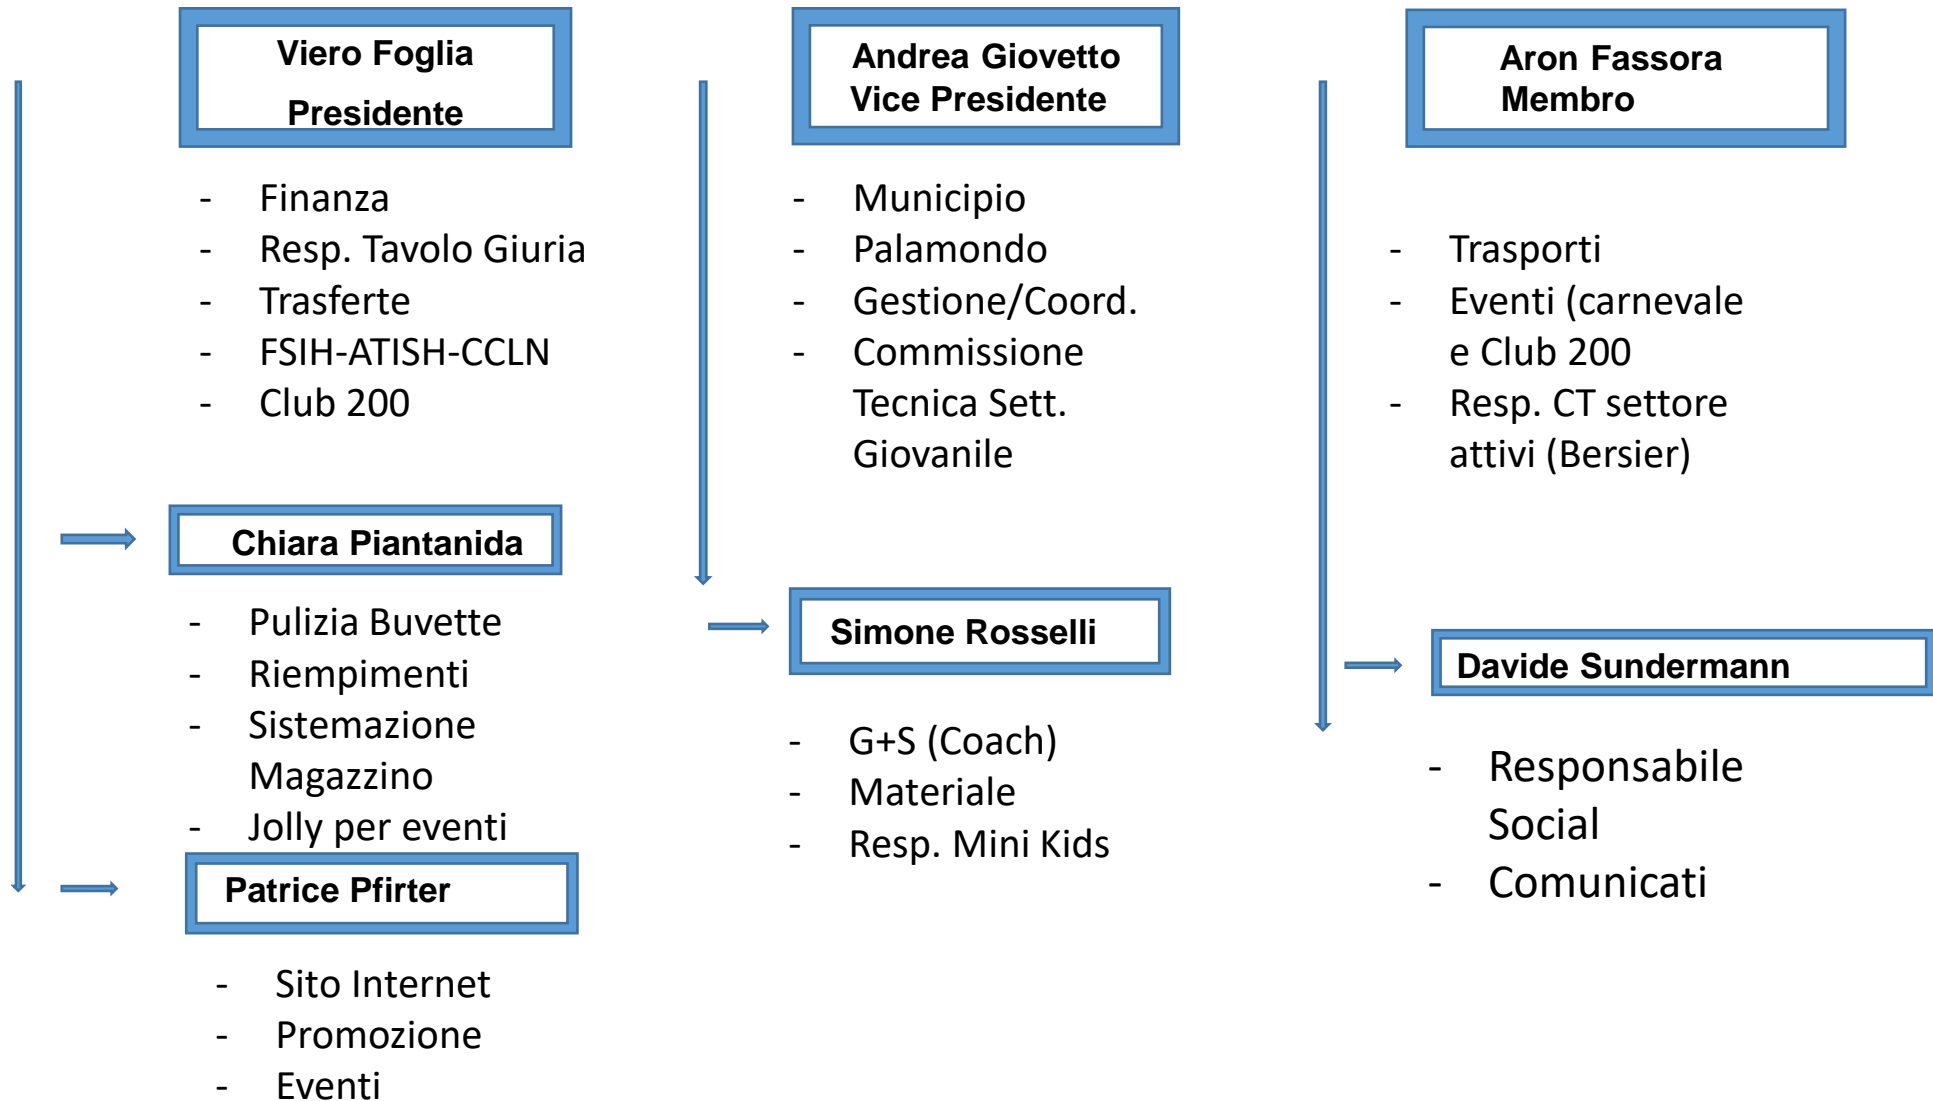 Viero Foglia
Presidente
- Finanza
- Resp. Tavolo Giuria
- Trasferte
- FSIH-ATISH-CCLN
- Club 200
Chiara Piantanida
- Pulizia Buvette
- Riempimenti
- Sistemazione
Magazzino
- Jolly per eventi
Patrice Pfirter
- Sito Internet
- Promozione
- Eventi
Andrea Giovetto
Vice Presidente
- Municipio
- Palamondo
- Gestione/Coord.
- Commissione
Tecnica Sett.
Giovanile
Simone Rosselli
- G+S (Coach)
- Materiale
- Resp. Mini Kids
Aron Fassora
Membro
- Trasporti
- Eventi (carnevale
e Club 200
- Resp. CT settore
attivi (Bersier)
Davide Sundermann
- Responsabile
Social
- Comunicati